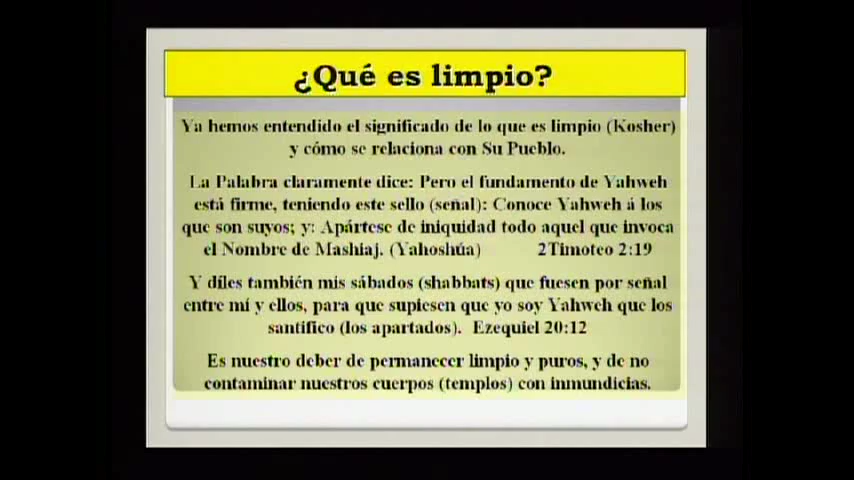 ¿Qué es limpio?
Ya hemos entendido el significado de lo que es limpio (Kosher)
y cómo se relaciona con Su Pueblo.
La Palabra claramente dice: Pero el fundamento de Yahweh
está firme, teniendo este sello (señal): Conoce Yahweh á los
que son suyos; y: Apártese de iniquidad todo aquel que invoca
el Nombre de Mashiaj. (Yahoshúa) 2Timoteo 2:19
Y díles también mis sábados (shabbats) que fuesen por señal
entre mí y ellos, para que supiesen que yo soy Yahweh que los
santifico (los apartados). Ezequiel 20:12
Es nuestro deber de permanecer limpio y puros, y de no
contaminar nuestros cuerpos (templos) con inmundicias.